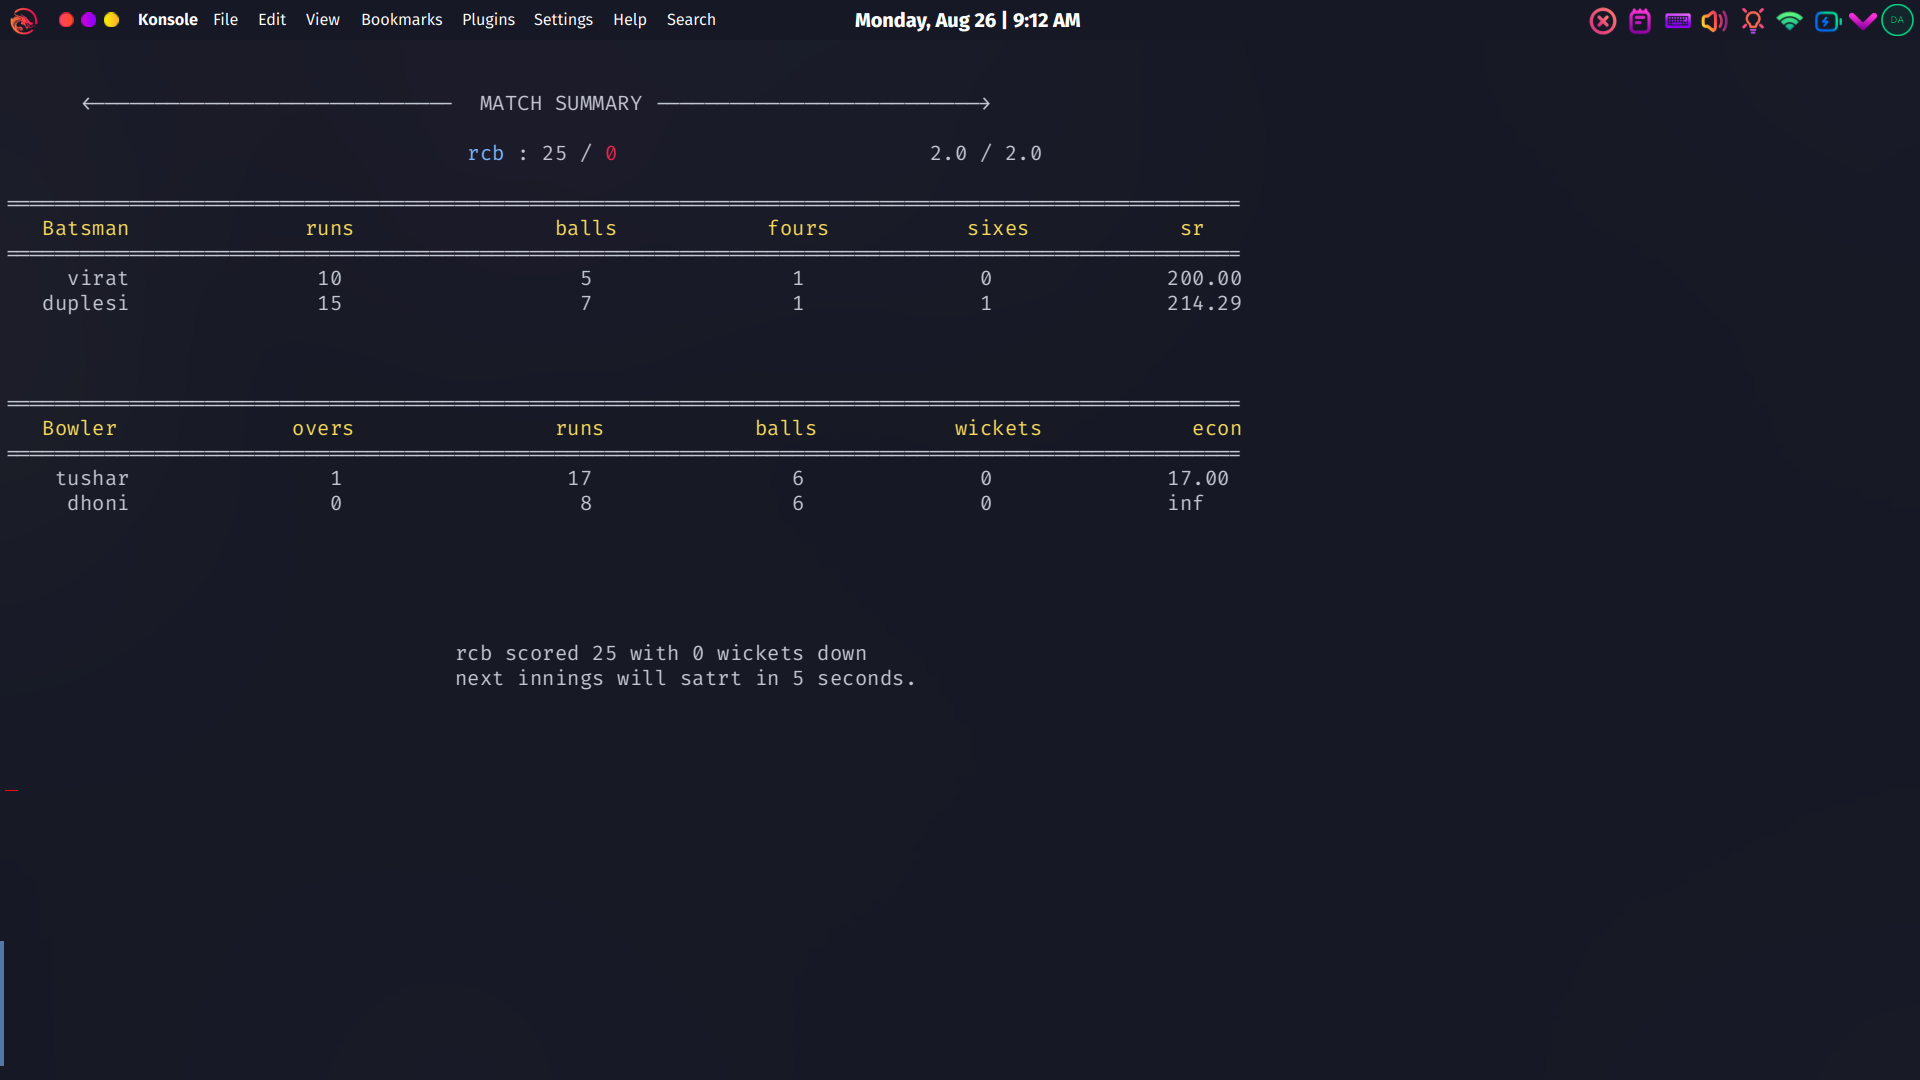 Konsole File Edit View Bookmarks Plugins Settings Help Search Monday, Aug 26 | 9:12 AM DA
<---------------------------- MATCH SUMMARY ------------------------->
rcb : 25 / 0 2.0 / 2.0
Batsman runs balls fours sixes sr
virat 10 5 1 0 200.00
duplesi 15 7 1 1 214.29
Bowler overs runs balls wickets econ
tushar 1 17 6 0 17.00
dhoni 0 8 6 0 inf
rcb scored 25 with 0 wickets down
next innings will satrt in 5 seconds.